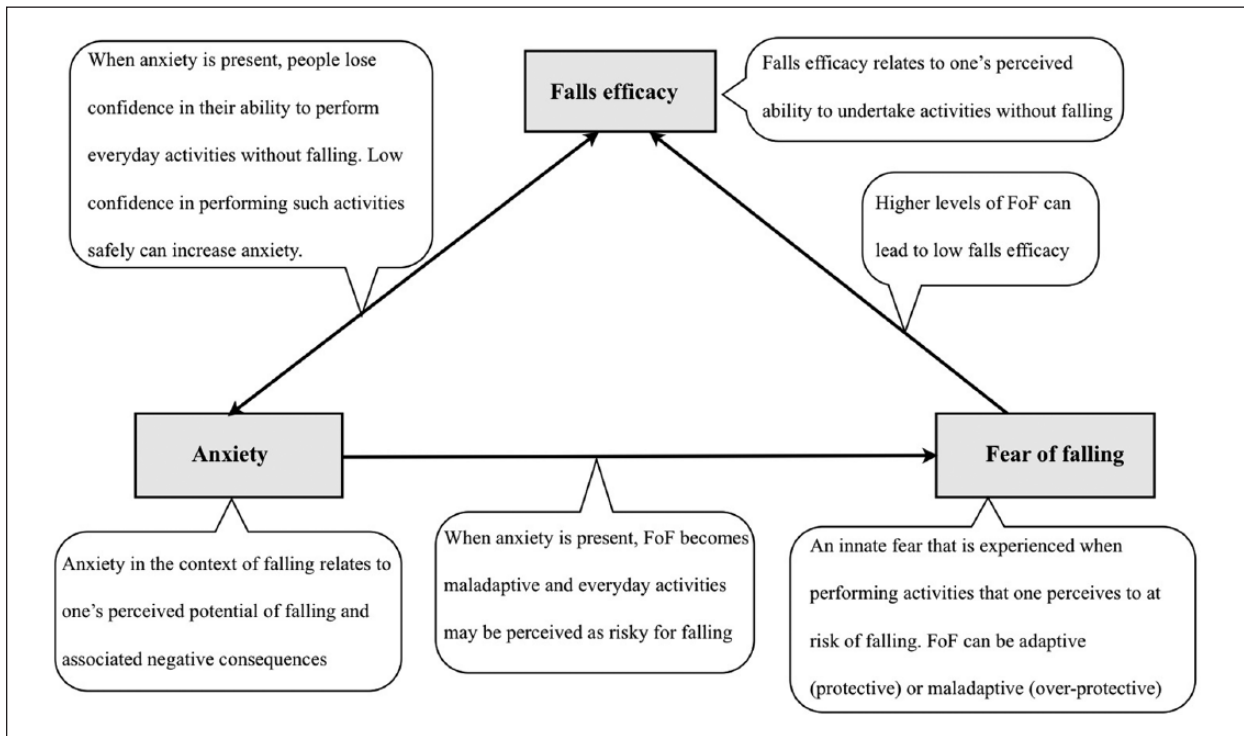 When anxiety is present, people lose
confidence in their ability to perform
everyday activities without falling. Low
confidence in performing such activities
safely can increase anxiety.
Falls efficacy
Falls efficacy relates to one's perceived
ability to undertake activities without falling
Higher levels of FoF can
lead to low falls efficacy
Anxiety
Fear of falling
Anxiety in the context of falling relates to
one's perceived potential of falling and
associated negative consequences
When anxiety is present, FoF becomes
maladaptive and everyday activities
may be perceived as risky for falling
An innate fear that is experienced when
performing activities that one perceives to at
risk of falling. FoF can be adaptive
(protective) or maladaptive (over-protective)